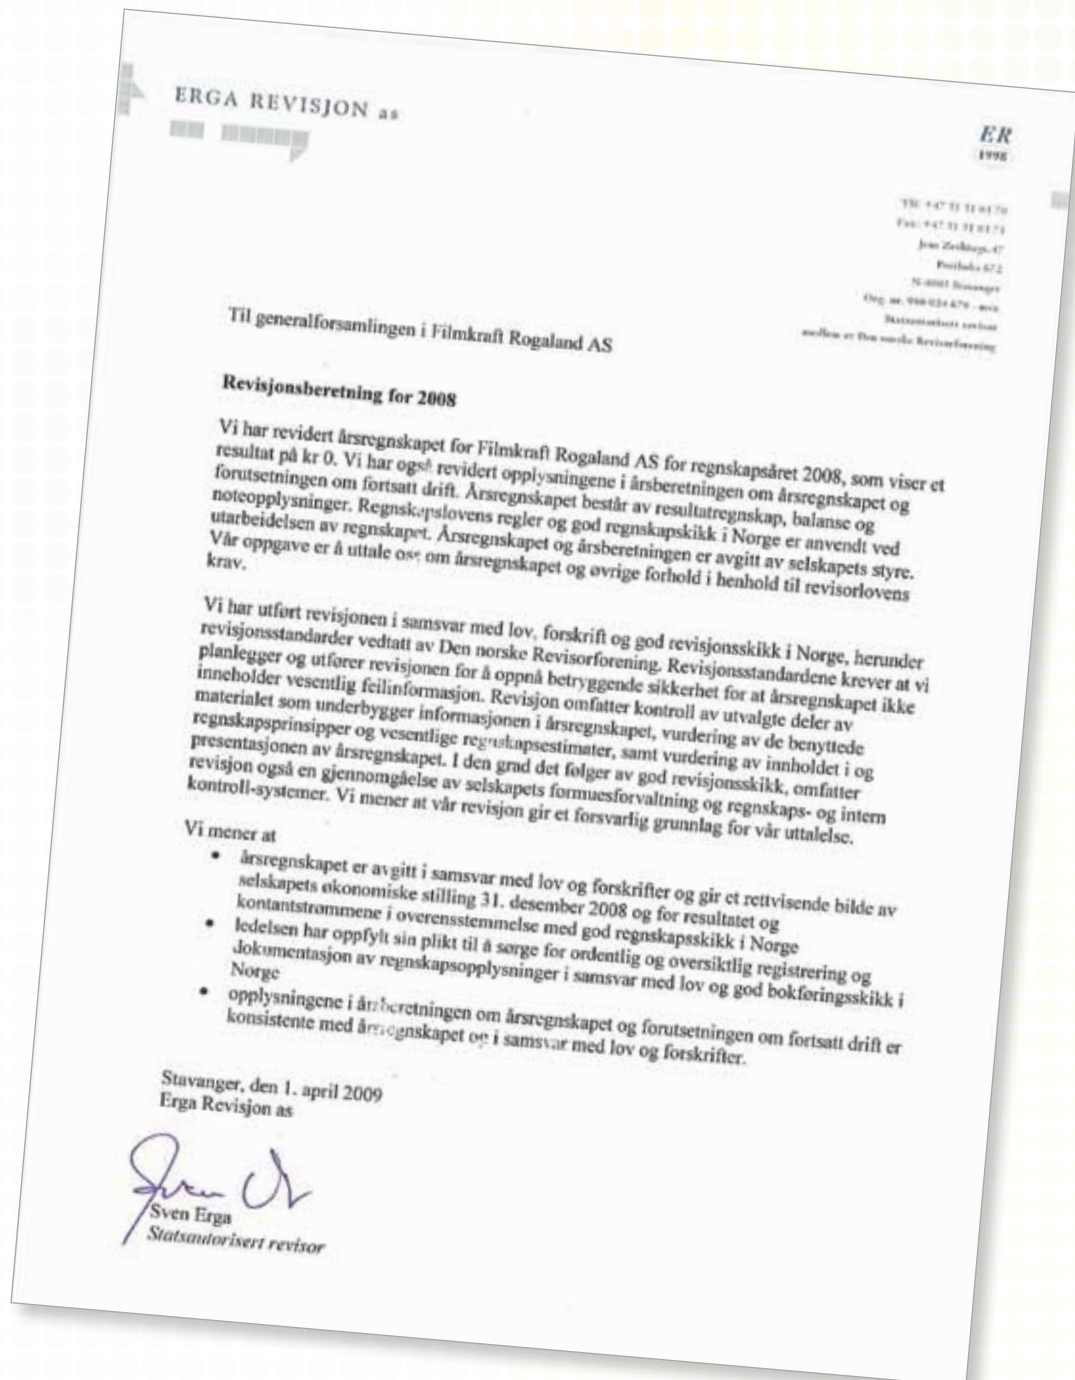 ERGA REVISJON as
ER
1998
Jens Zetlitzgt. 47
Postboks 672
Stavanger
Statsautorisert revisor
medlem av Den norske Revisorforening
Til generalforsamlingen i Filmkraft Rogaland AS
Revisjonsberetning for 2008
Vi har revidert årsregnskapet for Filmkraft Rogaland AS for regnskapsåret 2008, som viser et
resultat på kr 0. Vi har også revidert opplysningene i årsberetningen om årsregnskapet og
forutsetningen om fortsatt drift. Årsregnskapet består av resultatregnskap, balanse og
noteopplysninger. Regnskapslovens regler og god regnskapskikk i Norge er anvendt ved
utarbeidelsen av regnskapet. Årsregnskapet og årsberetningen er avgitt av selskapets styre.
Vår oppgave er å uttale oss om årsregnskapet og øvrige forhold i henhold til revisorlovens
krav.
Vi har utført revisjonen i samsvar med lov, forskrift og god revisjonsskikk i Norge, herunder
revisjonsstandarder vedtatt av Den norske Revisorforening. Revisjonsstandardene krever at vi
planlegger og utfører revisjonen for å oppnå betryggende sikkerhet for at årsregnskapet ikke
inneholder vesentlig feilinformasjon. Revisjon omfatter kontroll av utvalgte deler av
materialet som underbygger informasjonen i årsregnskapet, vurdering av de benyttede
regnskapsprinsipper og vesentlige regnskapsestimater, samt vurdering av innholdet i og
presentasjonen av årsregnskapet. I den grad det følger av god revisjonsskikk, omfatter
revisjon også en gjennomgåelse av selskapets formuesforvaltning og regnskaps- og intern
kontroll-systemer. Vi mener at vår revisjon gir et forsvarlig grunnlag for vår uttalelse.
Vi mener at
• årsregnskapet er avgitt i samsvar med lov og forskrifter og gir et rettvisende bilde av
selskapets økonomiske stilling 31. desember 2008 og for resultatet og
kontantstrømmene i overensstemmelse med god regnskapsskikk i Norge
• ledelsen har oppfylt sin plikt til å sørge for ordentlig og oversiktlig registrering og
dokumentasjon av regnskapsopplysninger i samsvar med lov og god bokføringsskikk i
Norge
• opplysningene i årsberetningen om årsregnskapet og forutsetningen om fortsatt drift er
konsistente med årsregnskapet og i samsvar med lov og forskrifter.
Stavanger, den 1. april 2009
Erga Revisjon as
Sven Erga
Statsautorisert revisor